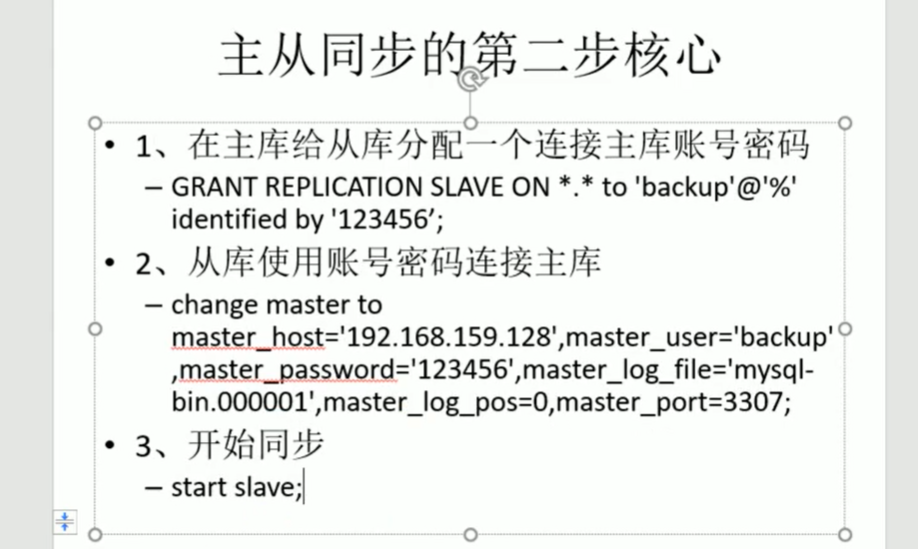 主从同步的第二步核心
• 1、在主库给从库分配一个连接主库账号密码
– GRANT REPLICATION SLAVE ON *.* to 'backup'@'%'
identified by '123456’;
• 2、从库使用账号密码连接主库
– change master to
master_host='192.168.159.128',master_user='backup'
,master_password='123456',master_log_file='mysql-
bin.000001',master_log_pos=0,master_port=3307;
• 3、开始同步
– start slave;